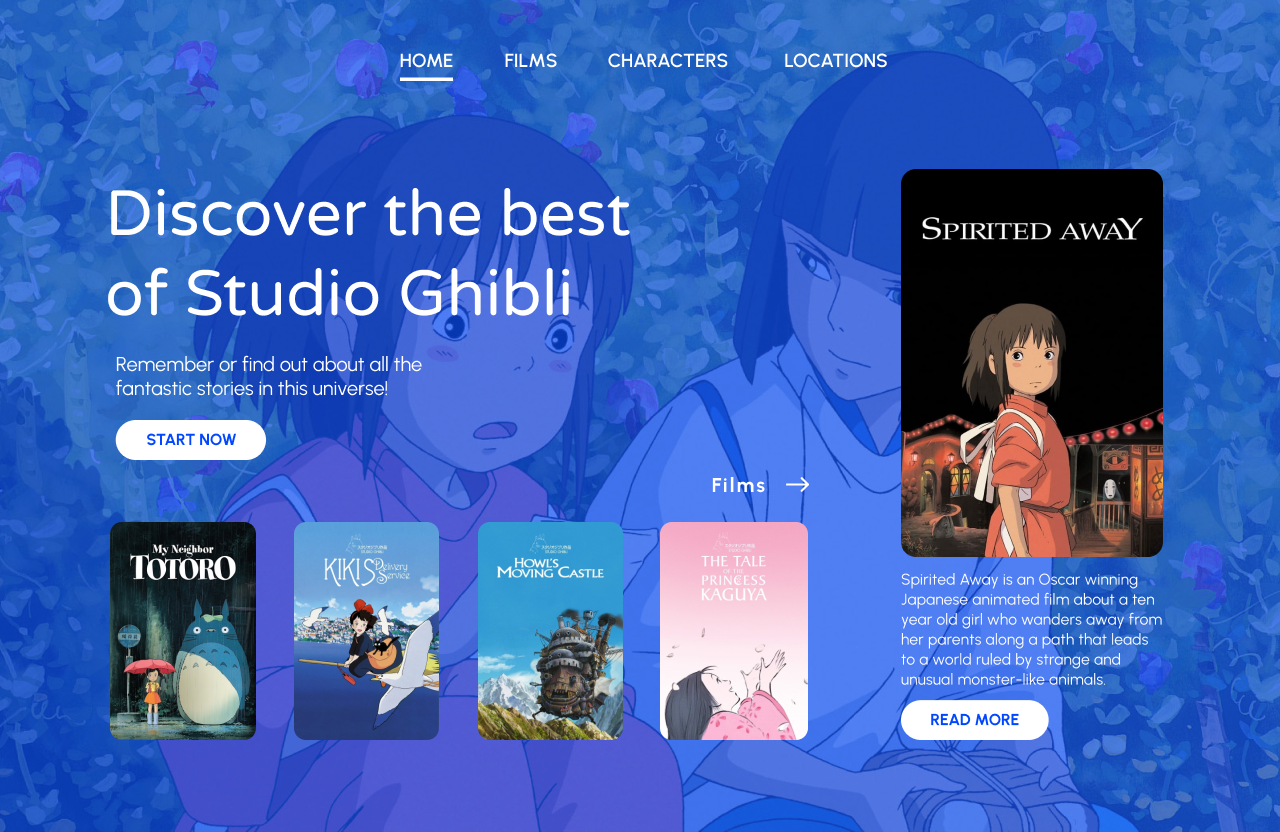 HOME FILMS CHARACTERS LOCATIONS
Discover the best
of Studio Ghibli
Remember or find out about all the
fantastic stories in this universe!
START NOW
Films
My Neighbor
TOTORO
KIKI'S Delivery
Service
HOWL'S
MOVING CASTLE
THE TALE
OF THE
PRINCESS
KAGUYA
SPIRITED AWAY
Spirited Away is an Oscar winning
Japanese animated film about a ten
year old girl who wanders away from
her parents along a path that leads
to a world ruled by strange and
unusual monster-like animals.
READ MORE